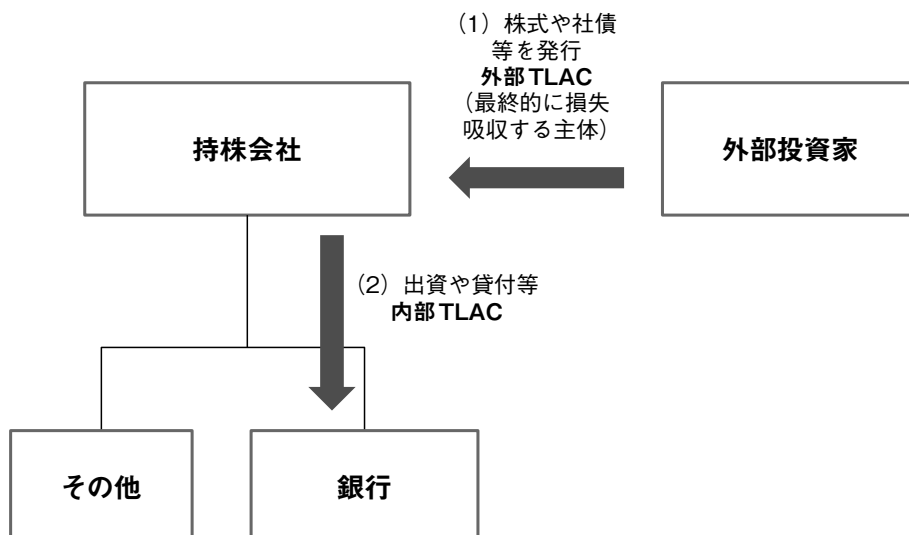 （1）株式や社債
等を発行
外部TLAC
（最終的に損失
吸収する主体）
持株会社
外部投資家
（2）出資や貸付等
内部TLAC
その他
銀行